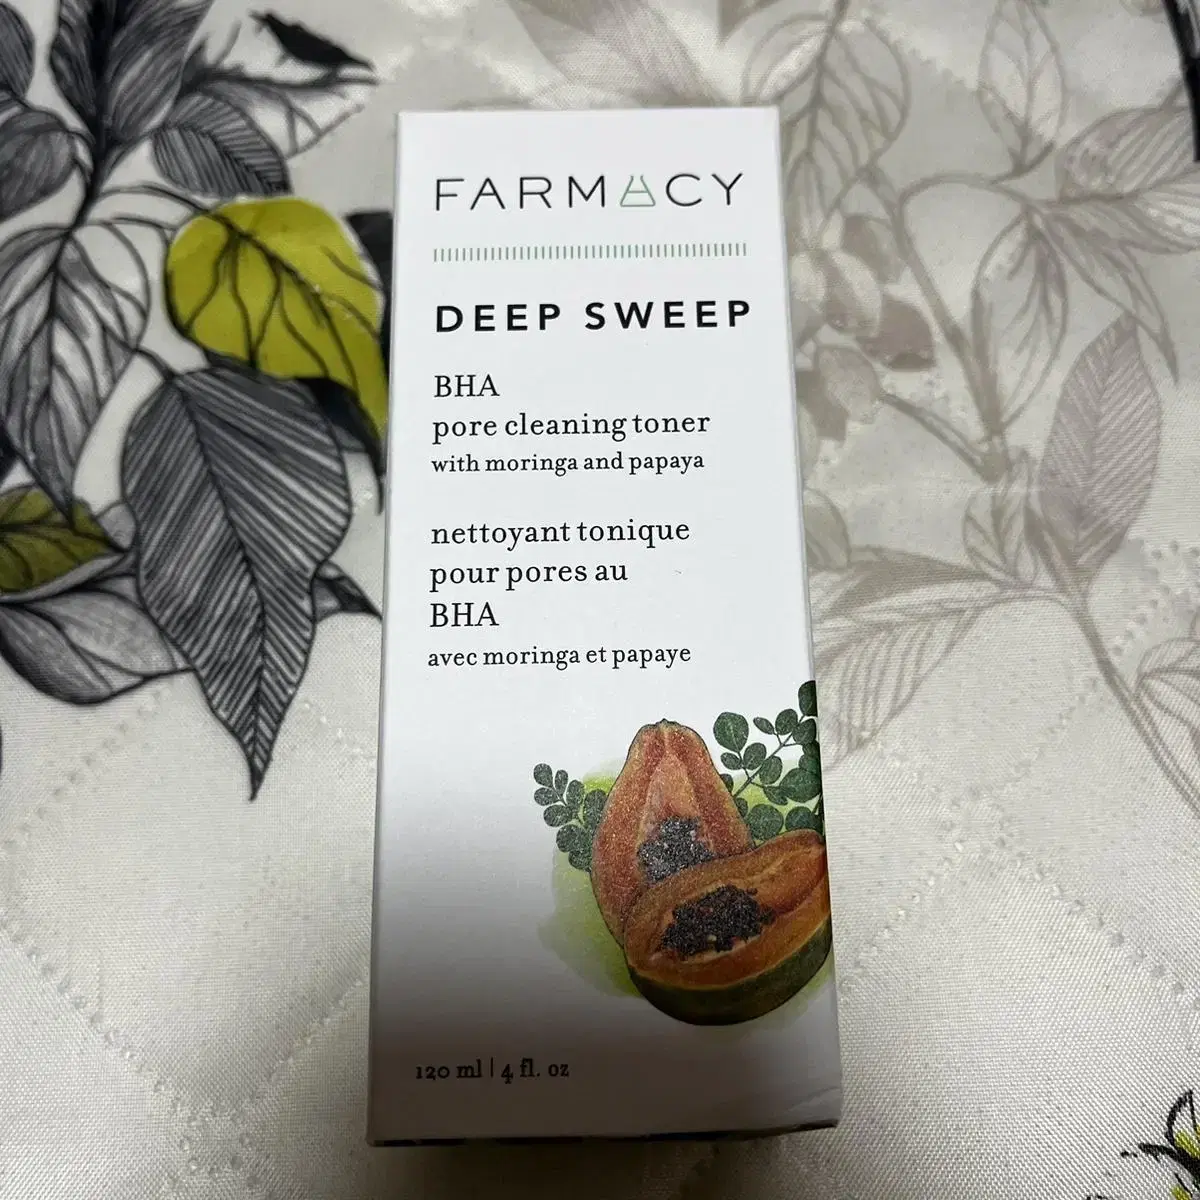 FARMACY
DEEP SWEEP
BHA
pore cleaning toner
with moringa and papaya
nettoyant tonique
pour pores au
BHA
avec moringa et papaye
120 ml | 4 fl. oz